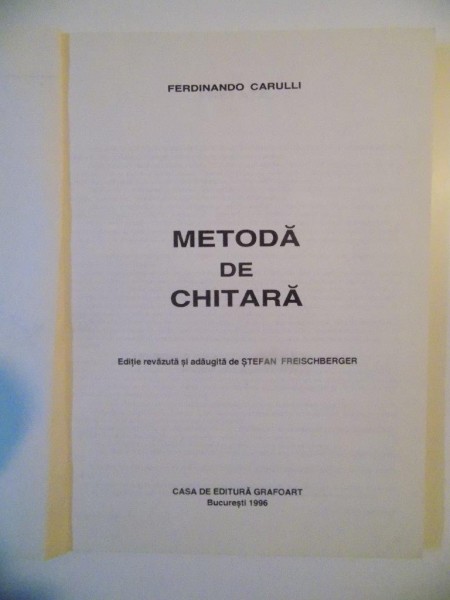 FERDINANDO CARULLI
METODĂ
DE
CHITARĂ
Ediție revăzută și adăugită de ȘTEFAN FREISCHBERGER
CASA DE EDITURĂ GRAFOART
București 1996